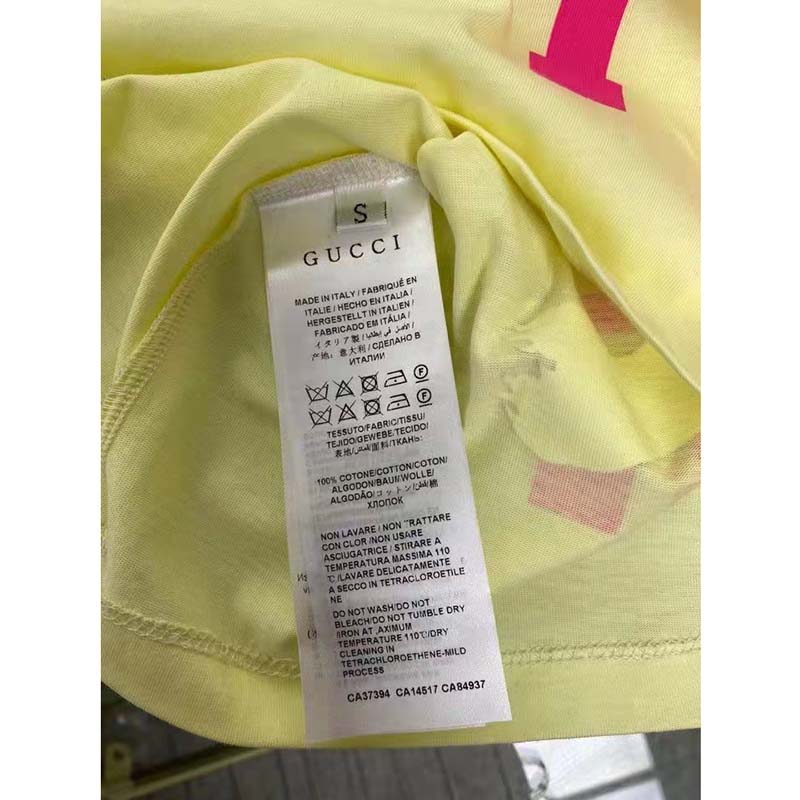 S
GUCCI
MADE IN ITALY / FABRIQUÉ EN
ITALIE / HECHO EN ITALIA /
HERGESTELLT IN ITALIEN /
FABRICADO EM ITÁLIA /
イタリア製 / الأصل في إيطاليا /
产地: 意大利 / СДЕЛАНО В
ИТАЛИИ
F
F
TESSUTO/FABRIC/TISSU/
TEJIDO/GEWEBE/TECIDO/
表地/قماش/面料/ТКАНЬ:
100% COTONE/COTTON/COTON/
ALGODON/BAUMWOLLE/
ALGODÃO/コットン/قطن/棉
ХЛОПОК
NON LAVARE / NON TRATTARE
CON CLOR /NON USARE
ASCIUGATRICE / STIRARE A
TEMPERATURA MASSIMA 110
℃/LAVARE DELICATAMENTE
A SECCO IN TETRACLOROETILE
NE
DO NOT WASH/DO NOT
BLEACH/DO NOT TUMBLE DRY
/IRON AT .AXIMUM
TEMPERATURE 110℃/DRY
CLEANING IN
TETRACHLOROETHENE-MILD
PROCESS
CA37394 CA14517 CA84937